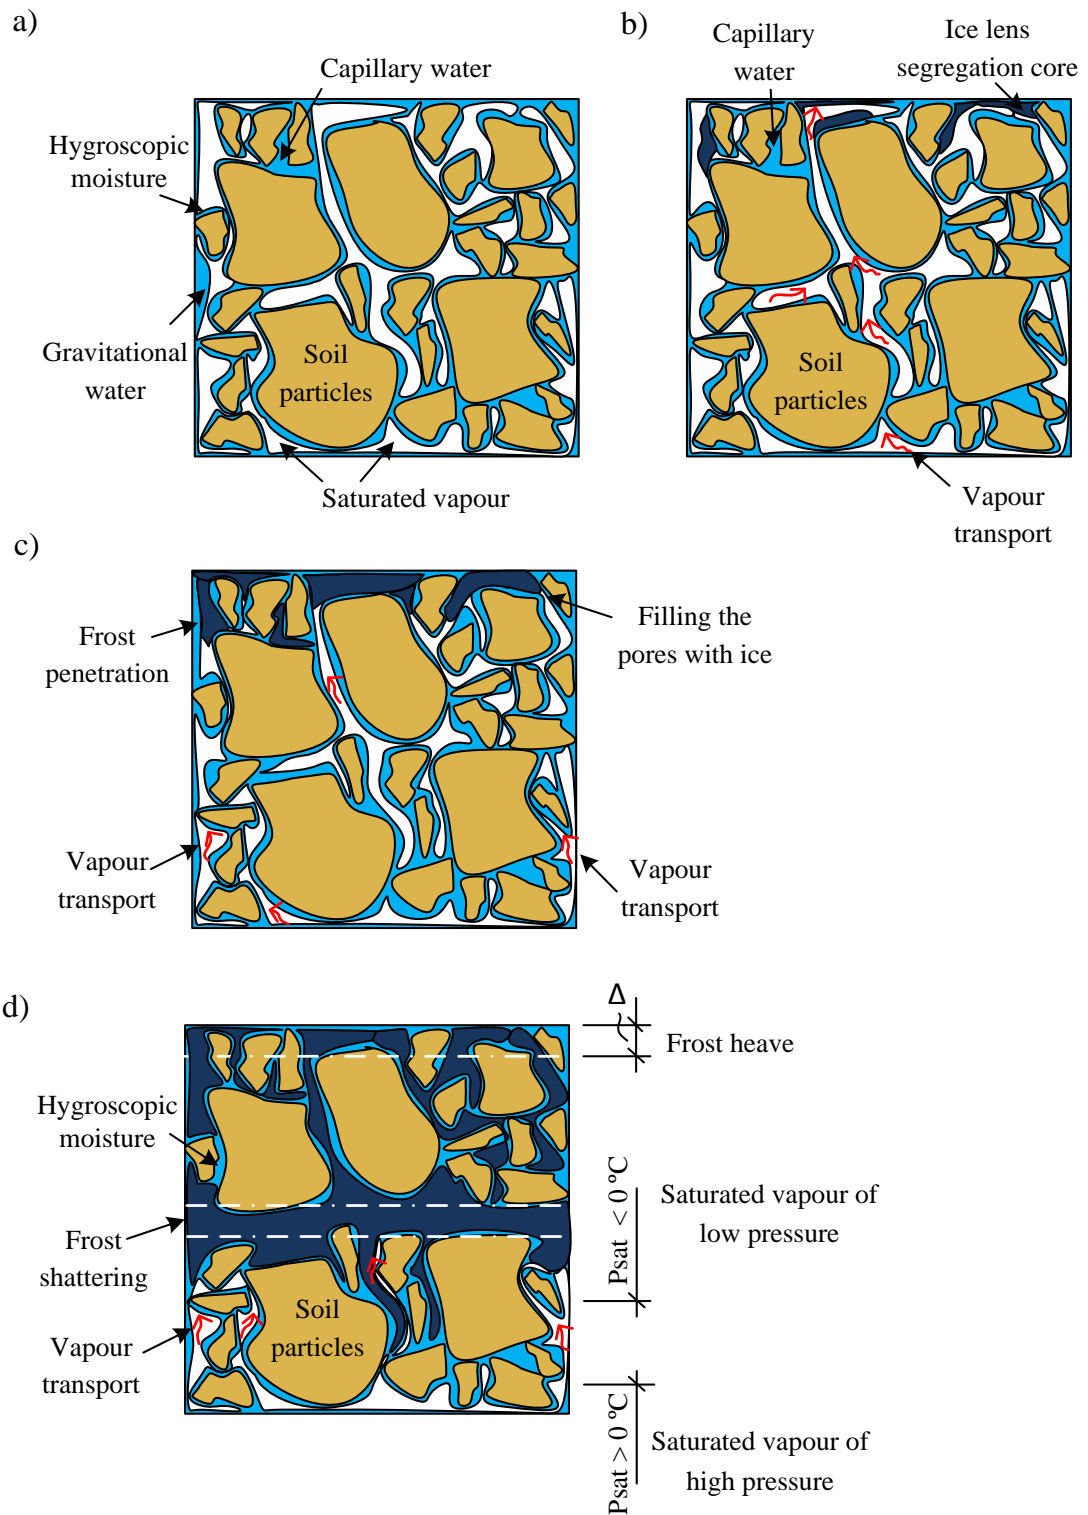 a)
Capillary water
Hygroscopic
moisture
Gravitational
water
Soil
particles
Saturated vapour
b)
Capillary
water
Ice lens
segregation core
Soil
particles
Vapour
transport
c)
Frost
penetration
Filling the
pores with ice
Vapour
transport
Vapour
transport
d)
Δ
Frost heave
Hygroscopic
moisture
Frost
shattering
Vapour
transport
Soil
particles
Psat < 0 ºC
Saturated vapour of
low pressure
Psat > 0 ºC
Saturated vapour of
high pressure